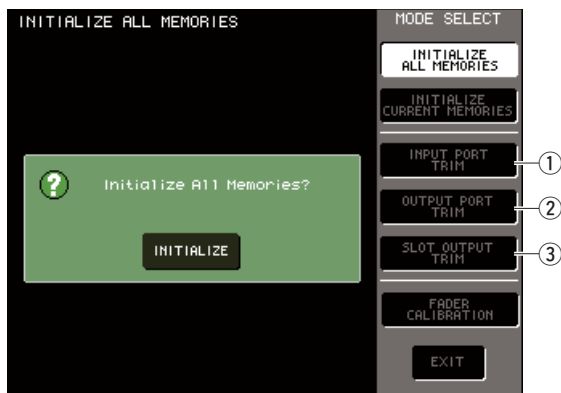 INITIALIZE ALL MEMORIES
MODE SELECT
INITIALIZE
ALL MEMORIES
INITIALIZE
CURRENT MEMORIES
INPUT PORT
TRIM
1
OUTPUT PORT
TRIM
2
SLOT OUTPUT
TRIM
3
? Initialize All Memories?
INITIALIZE
FADER
CALIBRATION
EXIT